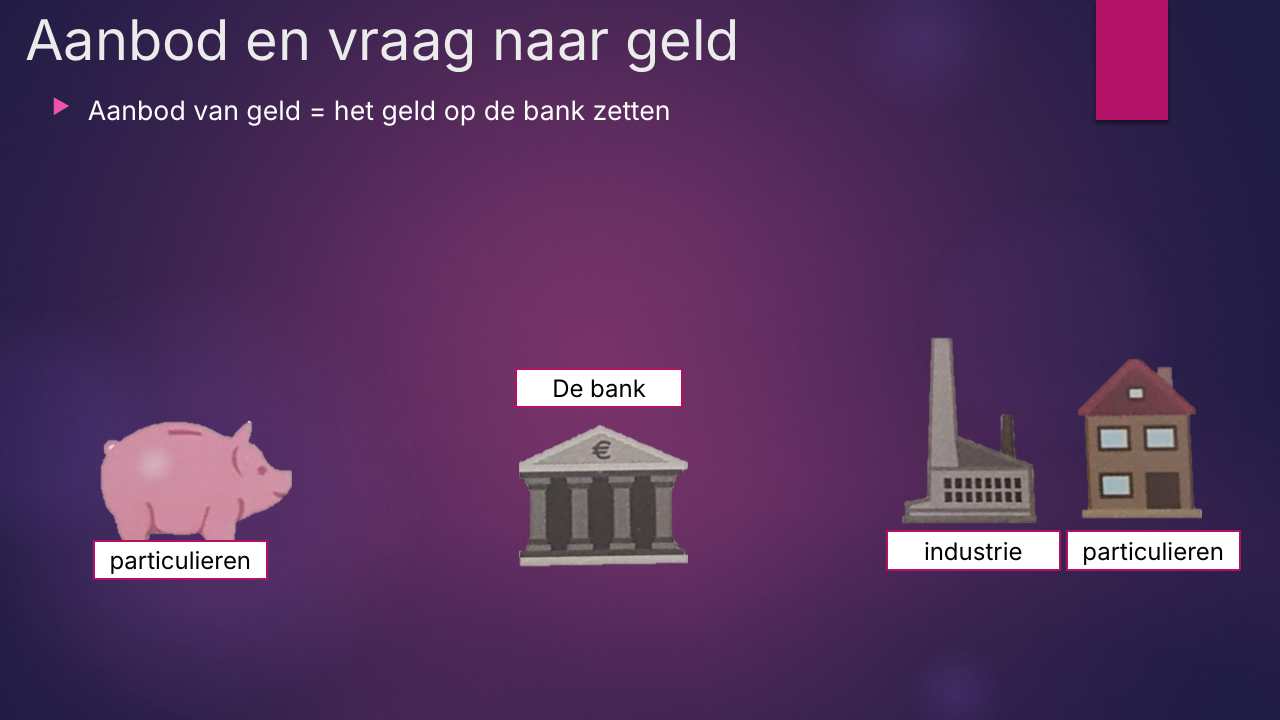 Aanbod en vraag naar geld
Aanbod van geld = het geld op de bank zetten
De bank
€
particulieren
industrie
particulieren